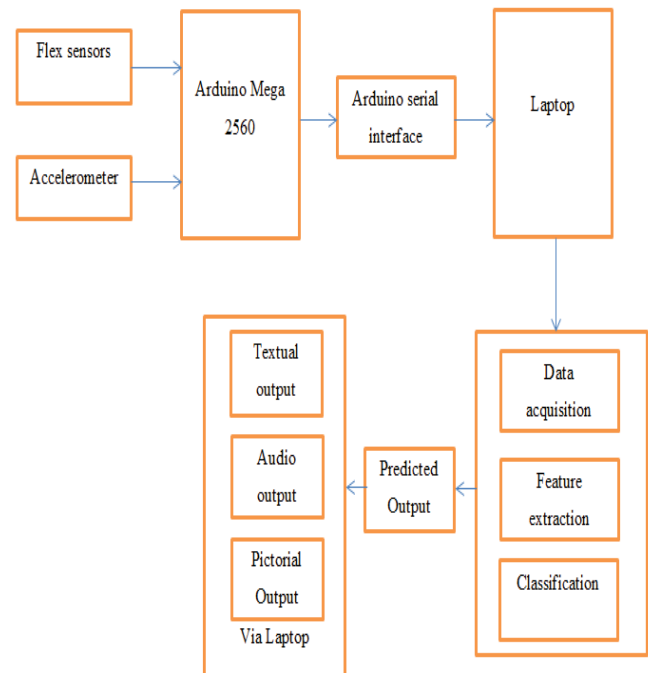 Flex sensors
Accelerometer
Arduino Mega
2560
Arduino serial
interface
Laptop
Data
acquisition
Feature
extraction
Classification
Predicted
Output
Textual
output
Audio
output
Pictorial
Output
Via Laptop